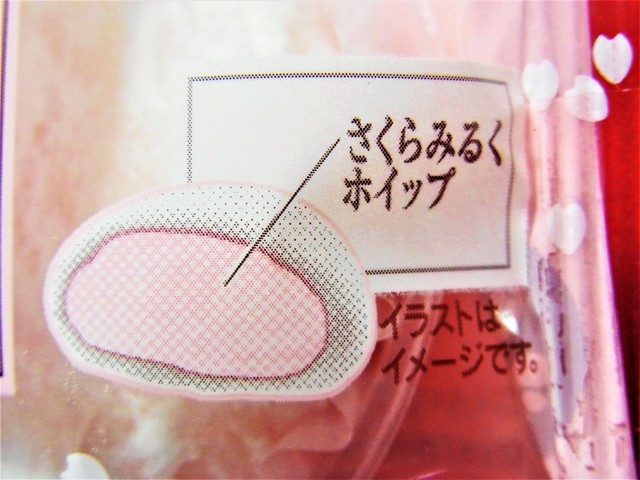 さくらみるく
ホイップ
イラストは
イメージです。